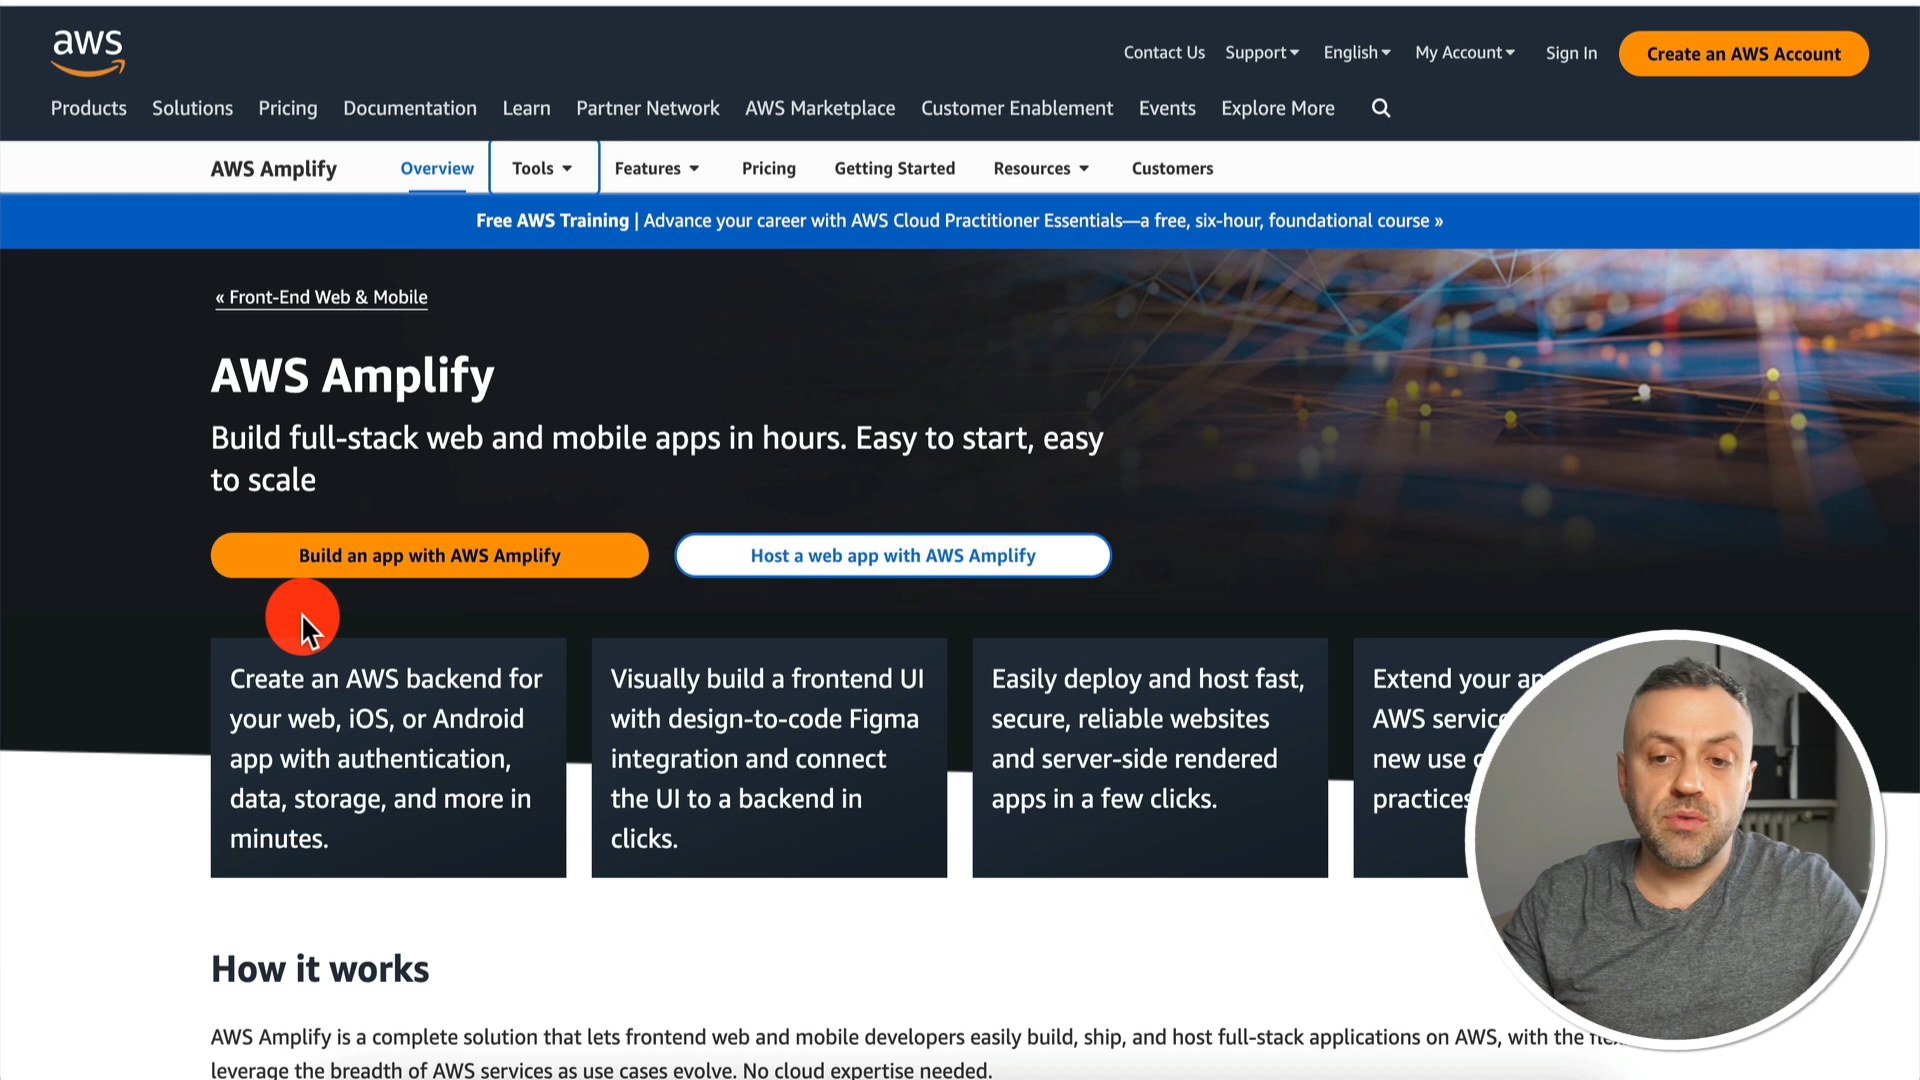 aws
Contact Us Support English My Account Sign In Create an AWS Account
Products Solutions Pricing Documentation Learn Partner Network AWS Marketplace Customer Enablement Events Explore More
AWS Amplify Overview Tools Features Pricing Getting Started Resources Customers
Free AWS Training | Advance your career with AWS Cloud Practitioner Essentials—a free, six-hour, foundational course »
« Front-End Web & Mobile
AWS Amplify
Build full-stack web and mobile apps in hours. Easy to start, easy
to scale
Build an app with AWS Amplify Host a web app with AWS Amplify
Create an AWS backend for
your web, iOS, or Android
app with authentication,
data, storage, and more in
minutes.
Visually build a frontend UI
with design-to-code Figma
integration and connect
the UI to a backend in
clicks.
Easily deploy and host fast,
secure, reliable websites
and server-side rendered
apps in a few clicks.
Extend your
AWS
new use
How it works
AWS Amplify is a complete solution that lets frontend web and mobile developers easily build, ship, and host full-stack applications on AWS, with the
leverage the breadth of AWS services as use cases evolve. No cloud expertise needed.